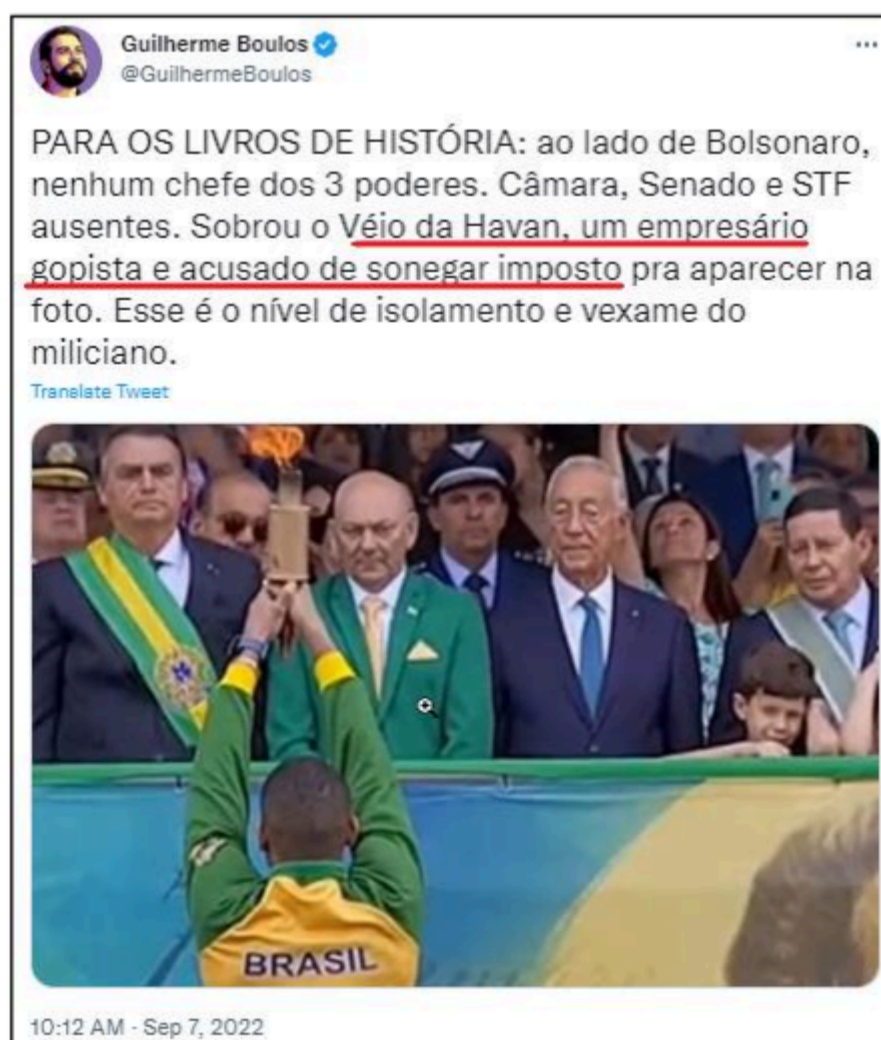 Guilherme Boulos
@GuilhermeBoulos
PARA OS LIVROS DE HISTÓRIA: ao lado de Bolsonaro,
nenhum chefe dos 3 poderes. Câmara, Senado e STF
ausentes. Sobrou o Véio da Havan, um empresário
gopista e acusado de sonegar imposto pra aparecer na
foto. Esse é o nível de isolamento e vexame do
miliciano.
Translate Tweet
BRASIL
10:12 AM · Sep 7, 2022